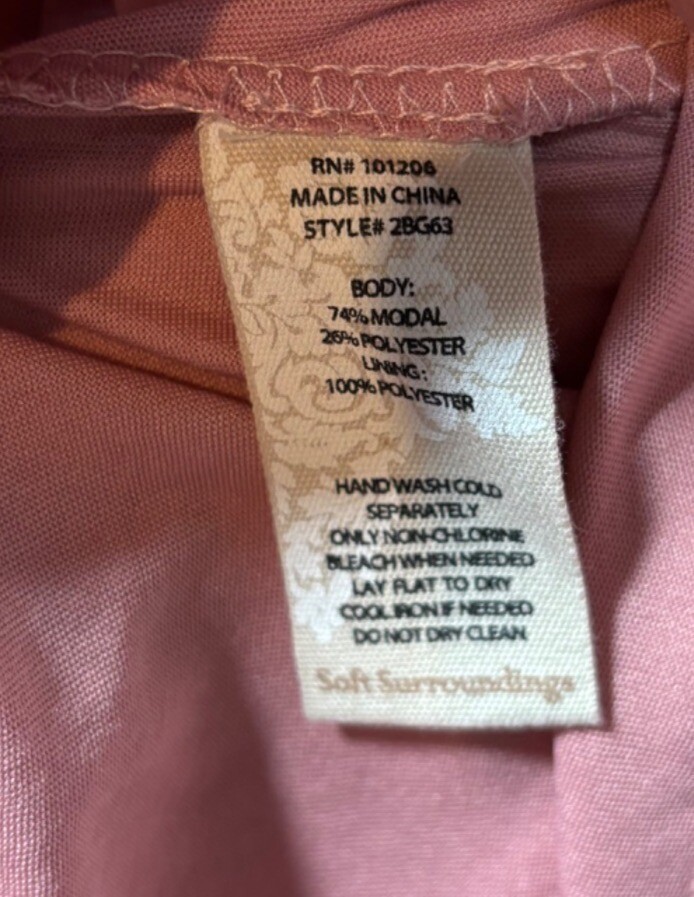 RN# 101206
MADE IN CHINA
STYLE# 2BG63
BODY:
74% MODAL
26% POLYESTER
LINING:
100% POLYESTER
HAND WASH COLD
SEPARATELY
ONLY NON-CHLORINE
BLEACH WHEN NEEDED
LAY FLAT TO DRY
COOL IRON IF NEEDED
DO NOT DRY CLEAN
Soft Surroundings